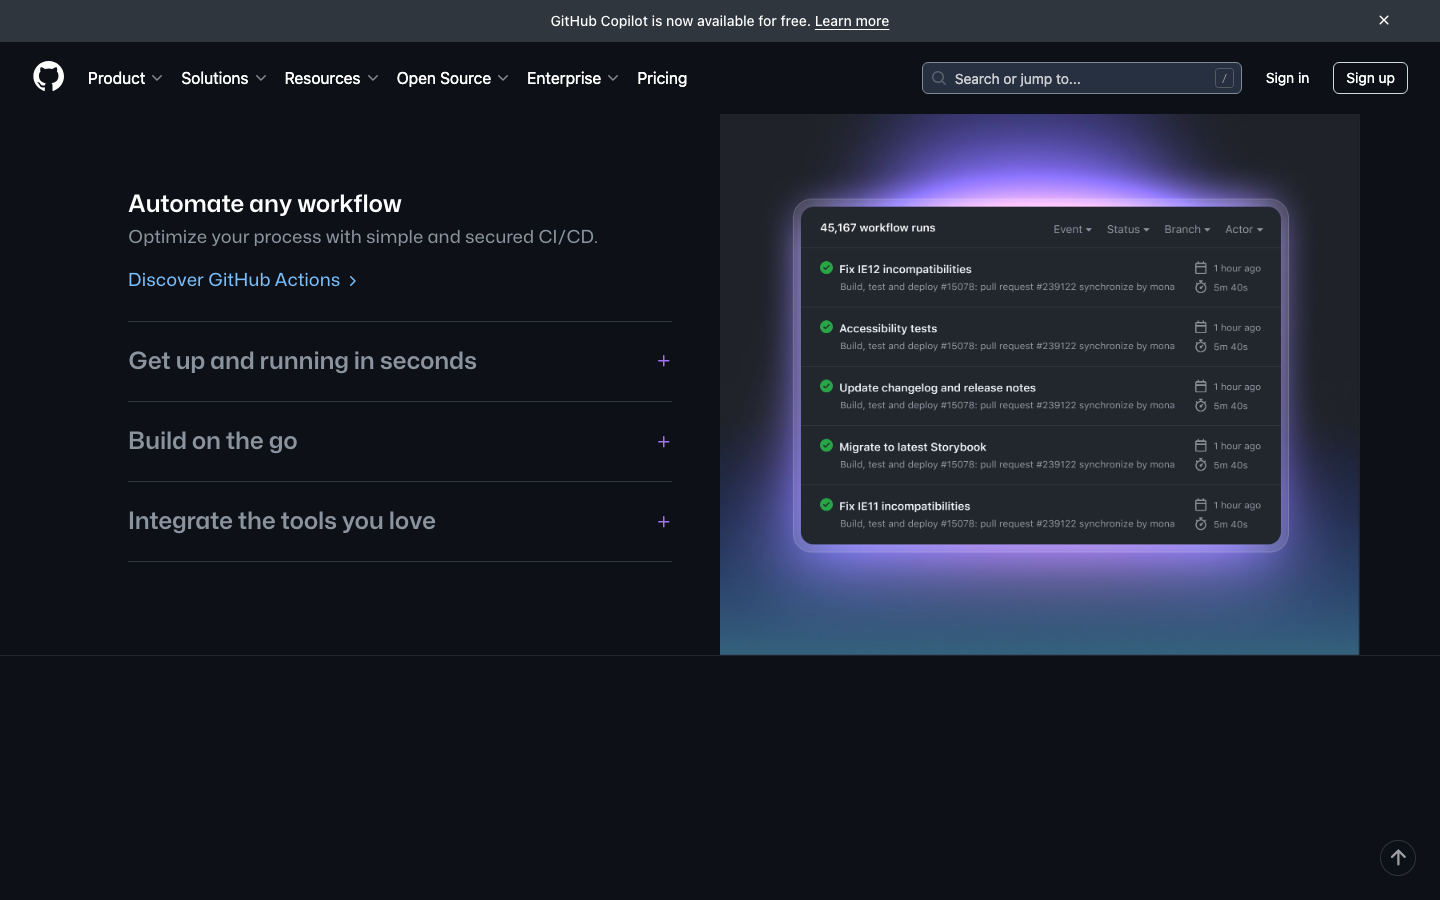 GitHub Copilot is now available for free. Learn more
Product
Solutions
Resources
Open Source
Enterprise
Pricing
Search or jump to...
/
Sign in
Sign up
Automate any workflow
Optimize your process with simple and secured CI/CD.
Discover GitHub Actions
Get up and running in seconds
Build on the go
Integrate the tools you love
45,167 workflow runs
Event
Status
Branch
Actor
Fix IE12 incompatibilities
1 hour ago
Build, test and deploy #15078: pull request #239122 synchronize by mona
5m 40s
Accessibility tests
1 hour ago
Build, test and deploy #15078: pull request #239122 synchronize by mona
5m 40s
Update changelog and release notes
1 hour ago
Build, test and deploy #15078: pull request #239122 synchronize by mona
5m 40s
Migrate to latest Storybook
1 hour ago
Build, test and deploy #15078: pull request #239122 synchronize by mona
5m 40s
Fix IE11 incompatibilities
1 hour ago
Build, test and deploy #15078: pull request #239122 synchronize by mona
5m 40s